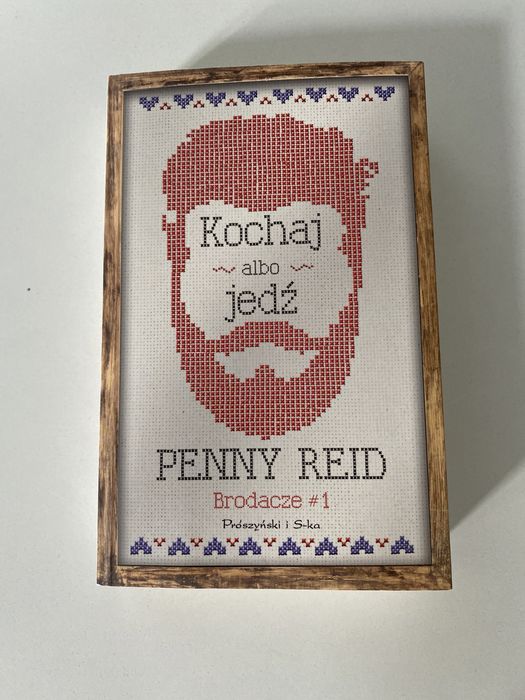 Kochaj
albo
jedź
PENNY REID
Brodacze #1
Prószyński i S-ka